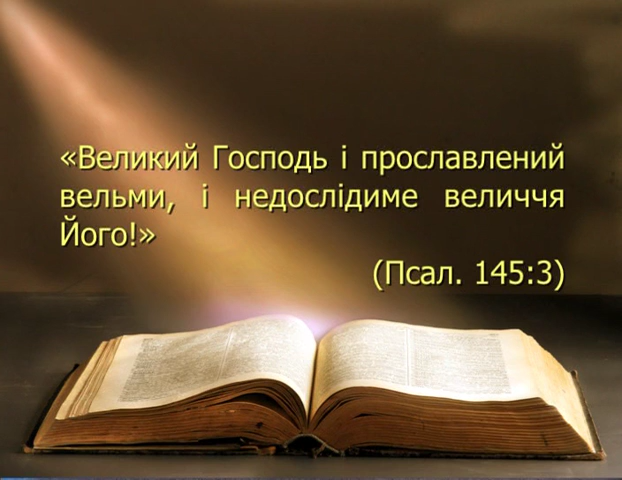 «Великий Господь і прославлений
вельми, і недослідиме величчя
Його!»
(Псал. 145:3)